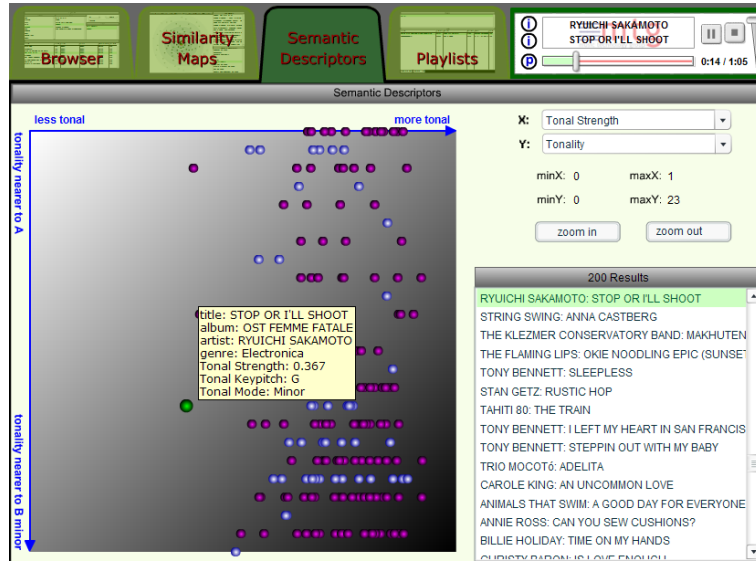 Browser
Similarity
Maps
Semantic
Descriptors
Playlists
RYUICHI SAKAMOTO
STOP OR I'LL SHOOT
0:14 / 1:05
Semantic Descriptors
less tonal
more tonal
tonality nearer to A
tonality nearer to B minor
title: STOP OR I'LL SHOOT
album: OST FEMME FATALE
artist: RYUICHI SAKAMOTO
genre: Electronica
Tonal Strength: 0.367
Tonal Keypitch: G
Tonal Mode: Minor
X: Tonal Strength
Y: Tonality
minX: 0 maxX: 1
minY: 0 maxY: 23
zoom in zoom out
200 Results
RYUICHI SAKAMOTO: STOP OR I'LL SHOOT
STRING SWING: ANNA CASTBERG
THE KLEZMER CONSERVATORY BAND: MAKHUTEN
THE FLAMING LIPS: OKIE NOODLING EPIC (SUNSET
TONY BENNETT: SLEEPLESS
STAN GETZ: RUSTIC HOP
TAHITI 80: THE TRAIN
TONY BENNETT: I LEFT MY HEART IN SAN FRANCIS
TONY BENNETT: STEPPIN OUT WITH MY BABY
TRIO MOCOTó: ADELITA
CAROLE KING: AN UNCOMMON LOVE
ANIMALS THAT SWIM: A GOOD DAY FOR EVERYONE
ANNIE ROSS: CAN YOU SEW CUSHIONS?
BILLIE HOLIDAY: TIME ON MY HANDS
CHRISTY BARON: IS LOVE ENOUGH